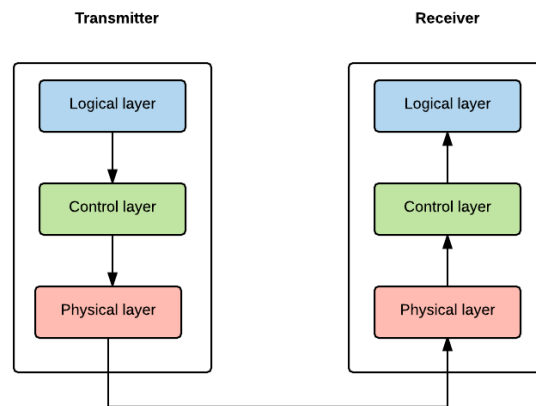 Transmitter
Receiver
Logical layer
Logical layer
Control layer
Control layer
Physical layer
Physical layer